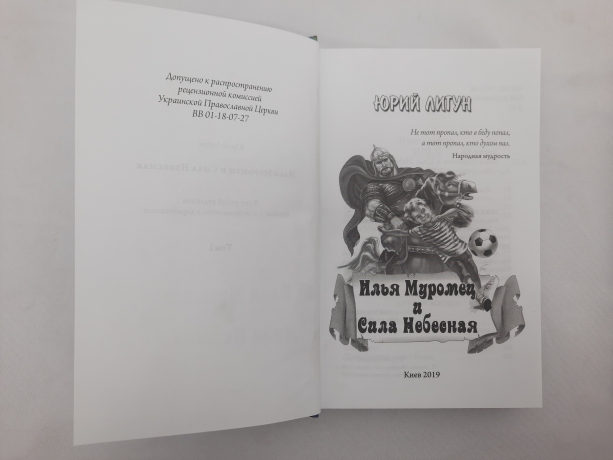 Допущено к распространению
рецензионной комиссией
Украинской Православной Церкви
ВВ 01-18-07-27
ЮРИЙ ЛИГУН
Не тот пропал, кто в беду попал,
а тот пропал, кто духом пал.
Народная мудрость
Илья Муромец
и
Сила Небесная
Киев 2019